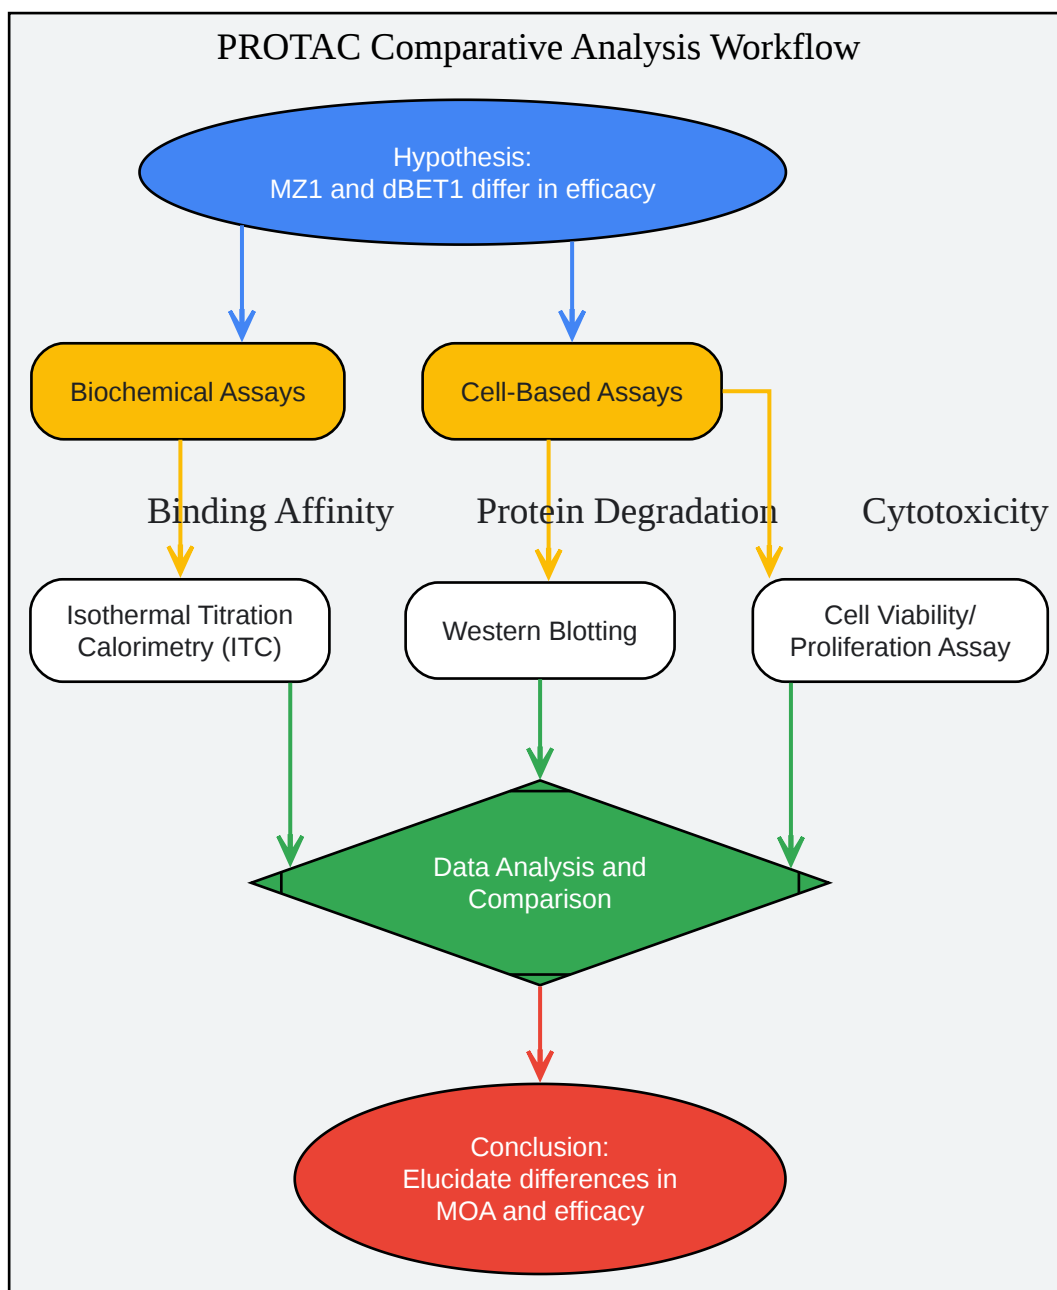 PROTAC Comparative Analysis Workflow
Hypothesis:
MZ1 and dBET1 differ in efficacy
Biochemical Assays
Cell-Based Assays
Binding Affinity
Protein Degradation
Cytotoxicity
Isothermal Titration
Calorimetry (ITC)
Western Blotting
Cell Viability/
Proliferation Assay
Data Analysis and
Comparison
Conclusion:
Elucidate differences in
MOA and efficacy